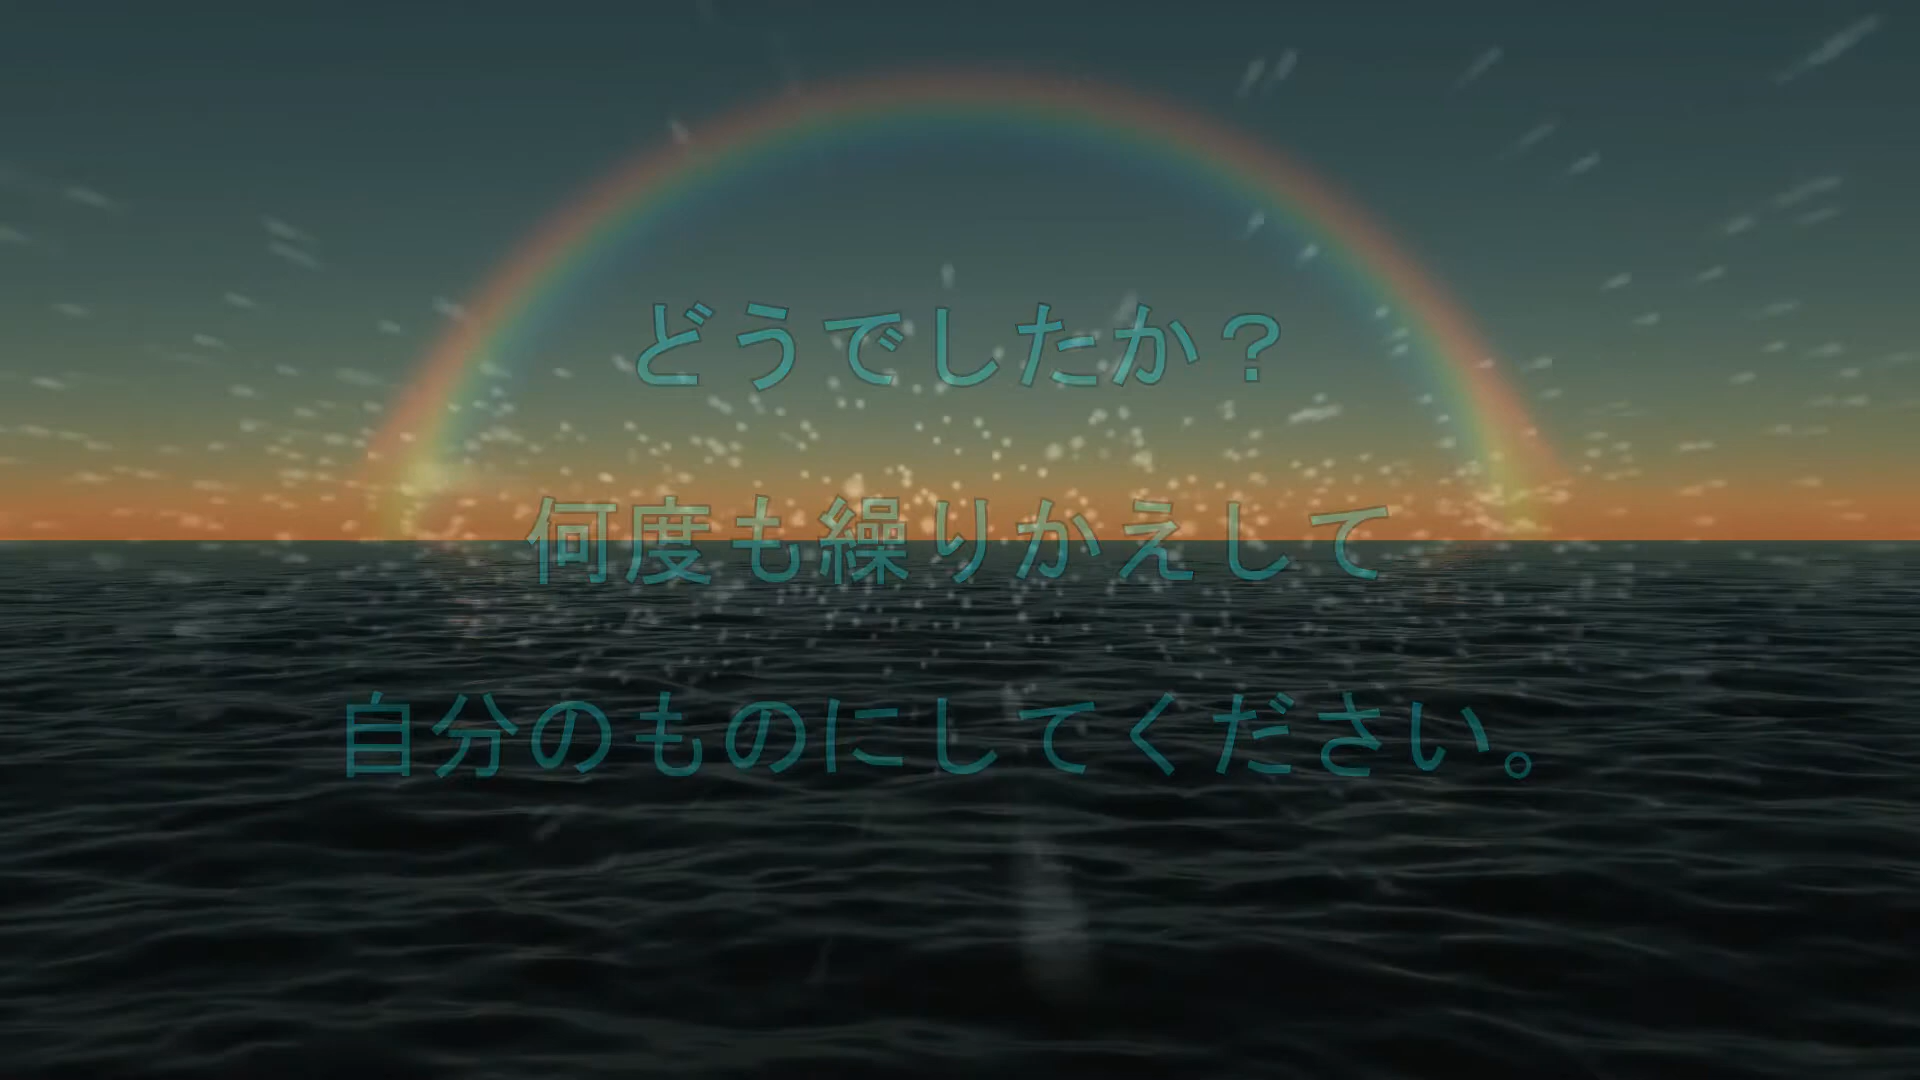 どうでしたか？
何度も繰りかえして
自分のものにしてください。